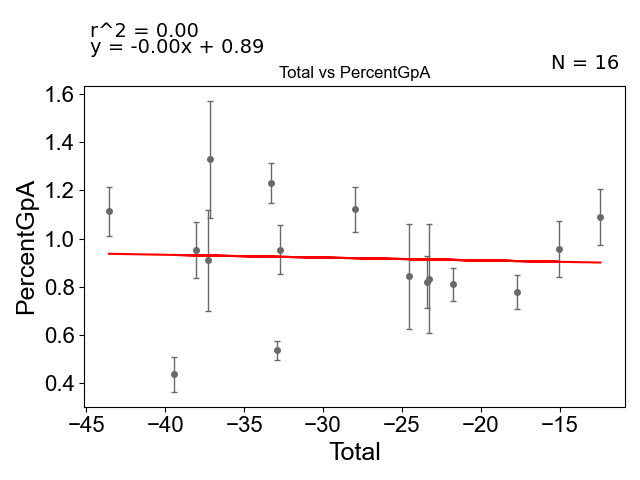 r^2 = 0.00
y = -0.00x + 0.89
N = 16
Total vs PercentGpA
PercentGpA
1.6
1.4
1.2
1.0
0.8
0.6
0.4
−45 −40 −35 −30 −25 −20 −15
Total